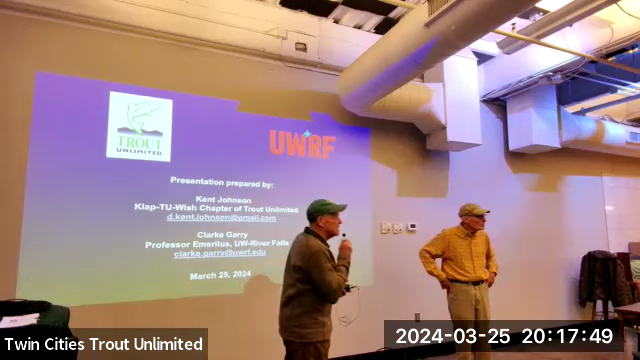 TROUT
UNLIMITED
UWRF
Presentation prepared by:
Kent Johnson
Kiap-TU-Wish Chapter of Trout Unlimited
d.kent.johnson@gmail.com
Clarke Garry
Professor Emeritus, UW-River Falls
clarke.garry@uwrf.edu
March 25, 2024
Twin Cities Trout Unlimited
2024-03-25 20:17:49